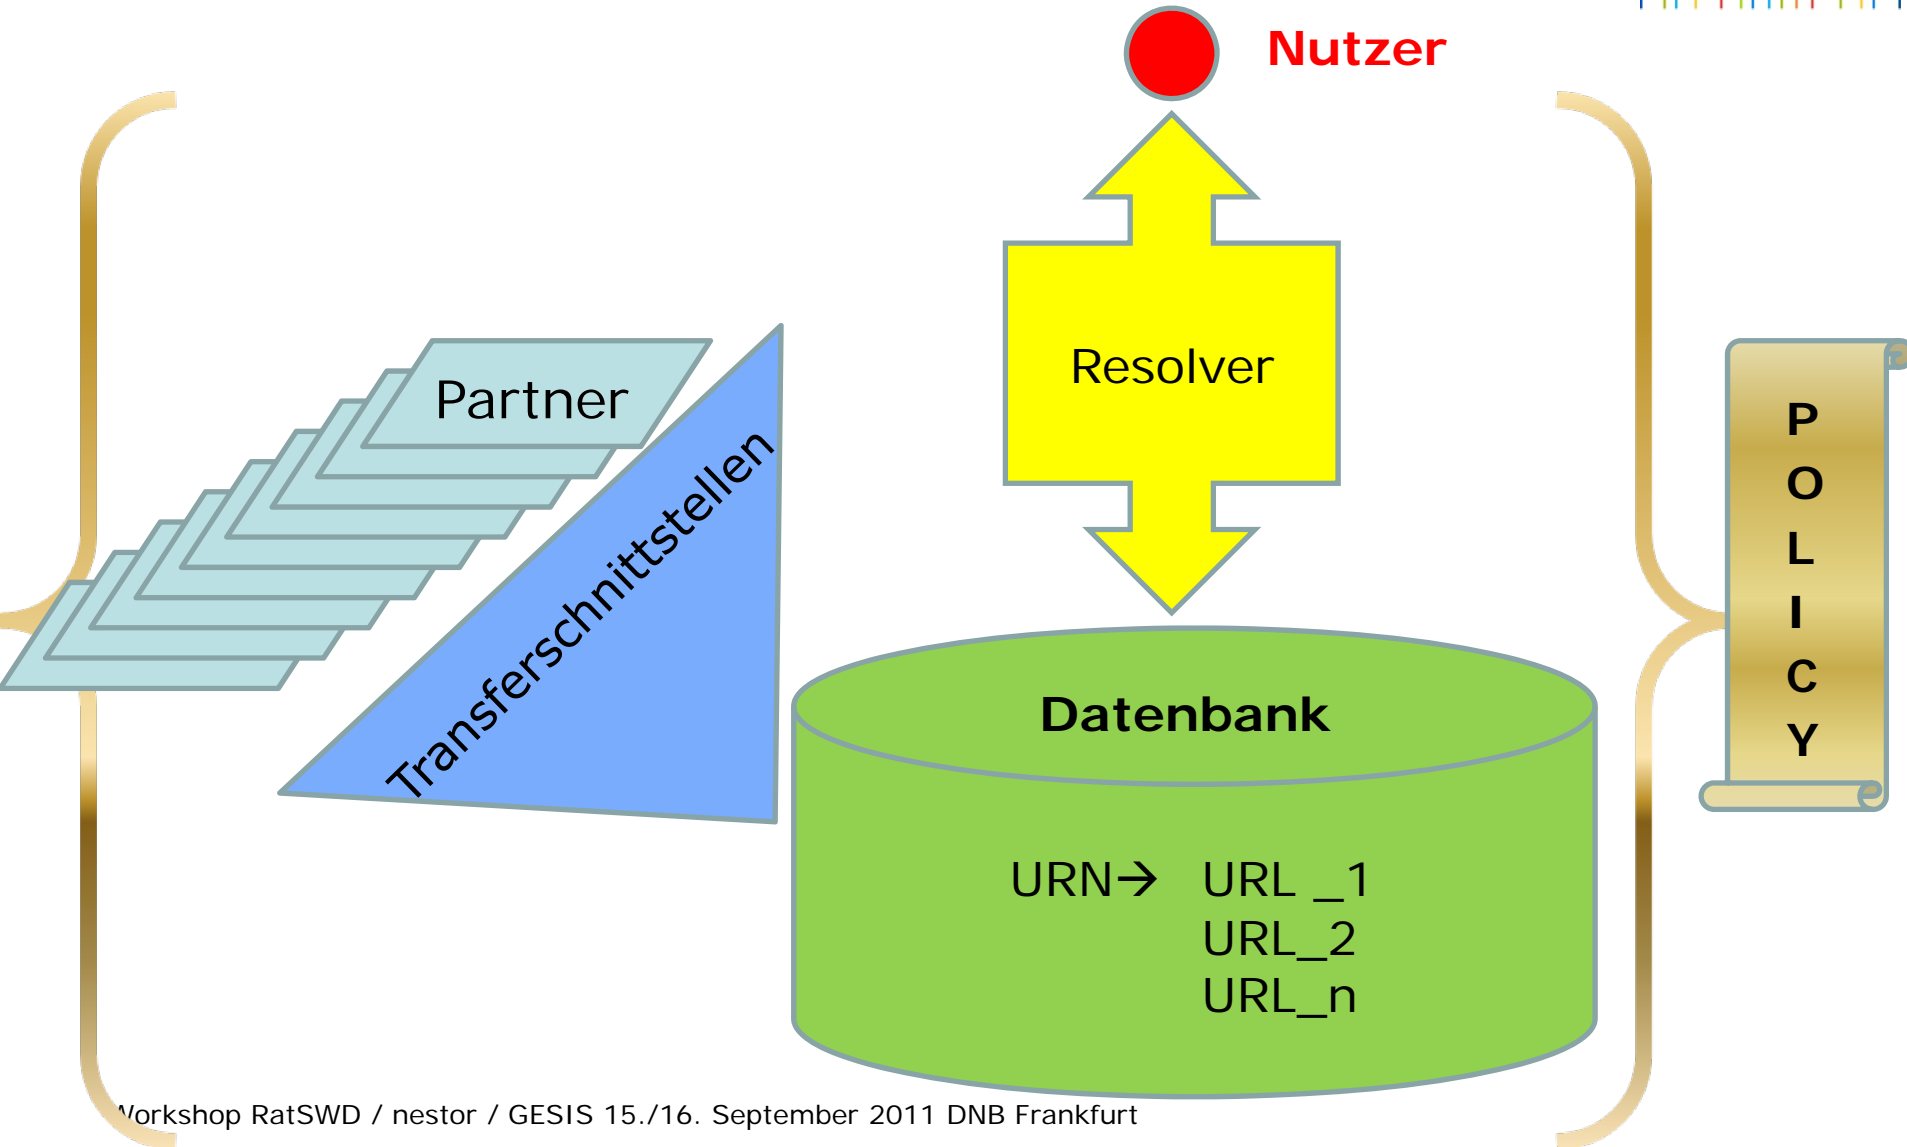 Nutzer
Resolver
Partner
Transferschnittstellen
P
O
L
I
C
Y
Datenbank
URN→ URL _1
URL_2
URL_n
Workshop RatSWD / nestor / GESIS 15./16. September 2011 DNB Frankfurt